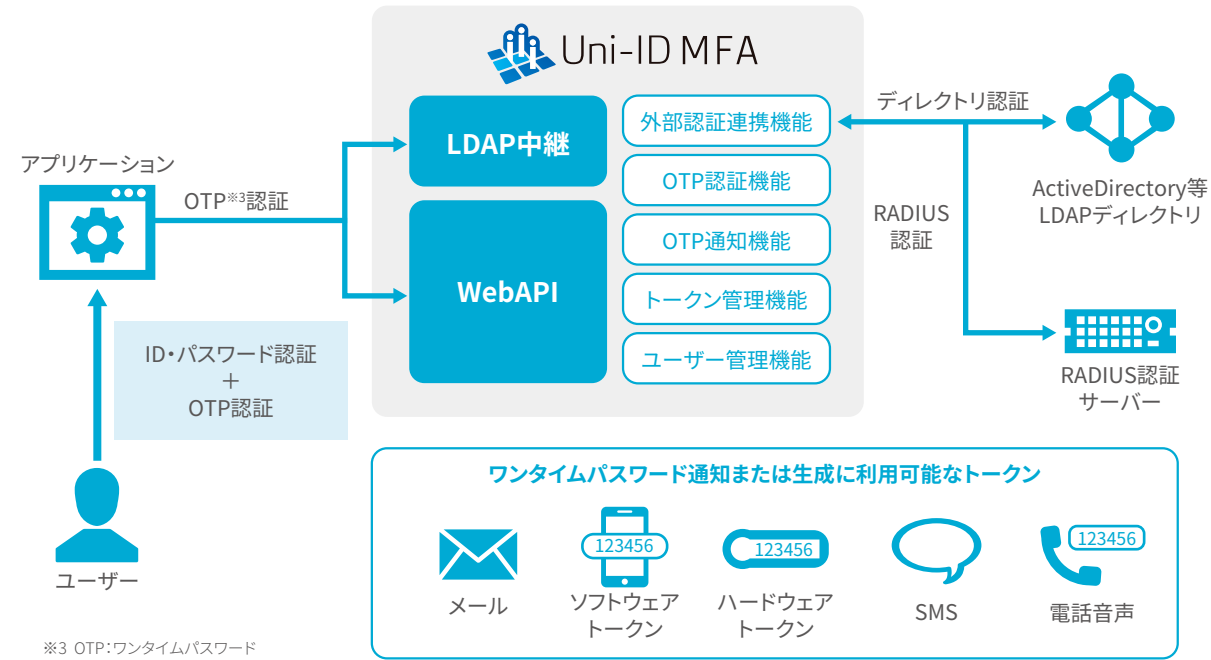 Uni-ID MFA
アプリケーション
OTP※3認証
LDAP中継
WebAPI
外部認証連携機能
OTP認証機能
OTP通知機能
トークン管理機能
ユーザー管理機能
ディレクトリ認証
RADIUS
認証
ActiveDirectory等
LDAPディレクトリ
RADIUS認証
サーバー
ID・パスワード認証
＋
OTP認証
ユーザー
ワンタイムパスワード通知または生成に利用可能なトークン
メール
123456
ソフトウェア
トークン
123456
ハードウェア
トークン
SMS
123456
電話音声
※3 OTP：ワンタイムパスワード